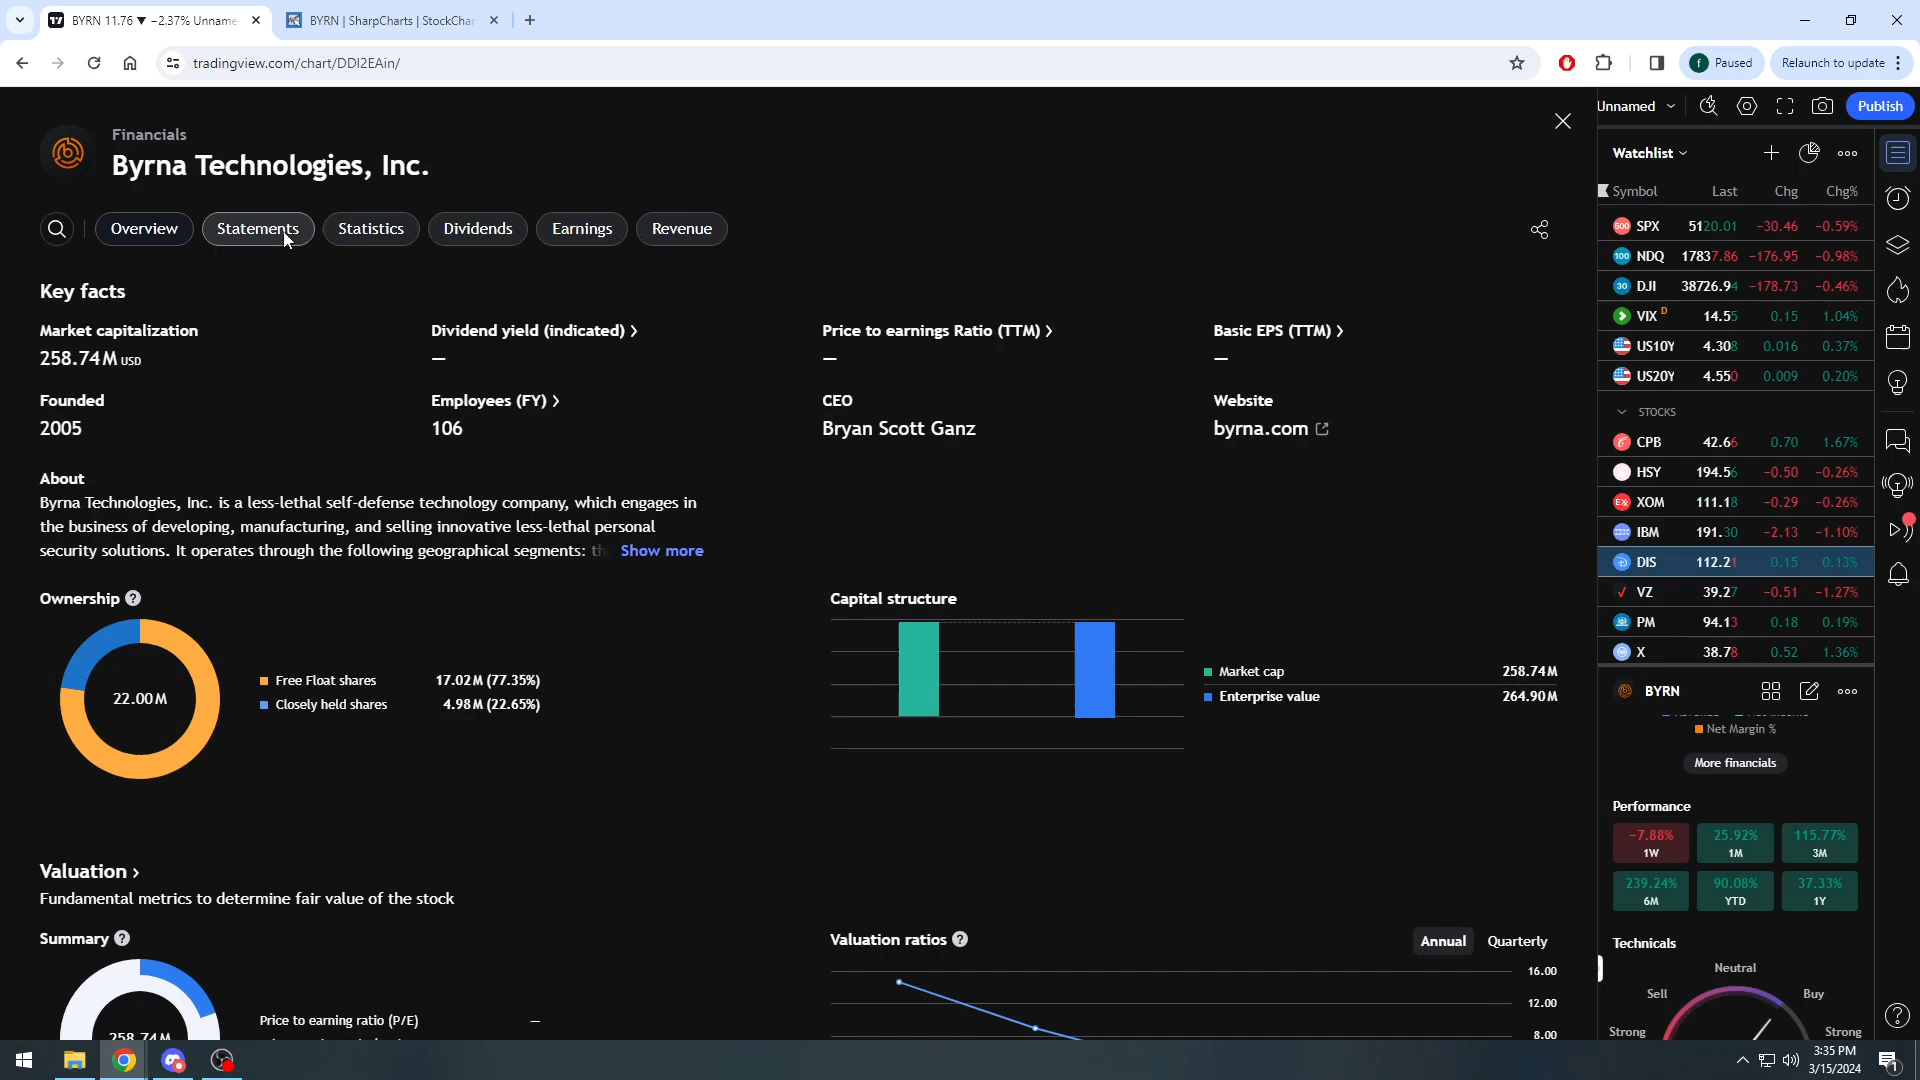 BYRN 11.76 ▼ −2.37% Unname
BYRN | SharpCharts | StockChar
tradingview.com/chart/DDI2EAin/
f Paused
Relaunch to update
Financials
Byrna Technologies, Inc.
Unnamed
Publish
Overview
Statements
Statistics
Dividends
Earnings
Revenue
Key facts
Market capitalization
258.74M USD
Dividend yield (indicated)
—
Price to earnings Ratio (TTM)
—
Basic EPS (TTM)
—
Founded
2005
Employees (FY)
106
CEO
Bryan Scott Ganz
Website
byrna.com
About
Byrna Technologies, Inc. is a less-lethal self-defense technology company, which engages in
the business of developing, manufacturing, and selling innovative less-lethal personal
security solutions. It operates through the following geographical segments: th Show more
Ownership ?
22.00M
Free Float shares 17.02M (77.35%)
Closely held shares 4.98M (22.65%)
Capital structure
Market cap 258.74M
Enterprise value 264.90M
Valuation
Fundamental metrics to determine fair value of the stock
Summary ?
258.74M
Price to earning ratio (P/E) —
Valuation ratios ?
Annual Quarterly
16.00
12.00
8.00
Watchlist
Symbol Last Chg Chg%
500 SPX 5120.01 −30.46 −0.59%
100 NDQ 17837.86 −176.95 −0.98%
30 DJI 38726.94 −178.73 −0.46%
VIX D 14.55 0.15 1.04%
US10Y 4.308 0.016 0.37%
US20Y 4.550 0.009 0.20%
STOCKS
CPB 42.66 0.70 1.67%
HSY 194.56 −0.50 −0.26%
XOM 111.18 −0.29 −0.26%
IBM 191.30 −2.13 −1.10%
DIS 112.21 0.15 0.13%
VZ 39.27 −0.51 −1.27%
PM 94.13 0.18 0.19%
X 38.78 0.52 1.36%
BYRN
Net Margin %
More financials
Performance
−7.88% 25.92% 115.77%
1W 1M 3M
239.24% 90.08% 37.33%
6M YTD 1Y
Technicals
Neutral
Sell Buy
Strong Strong
3:35 PM
3/15/2024
1